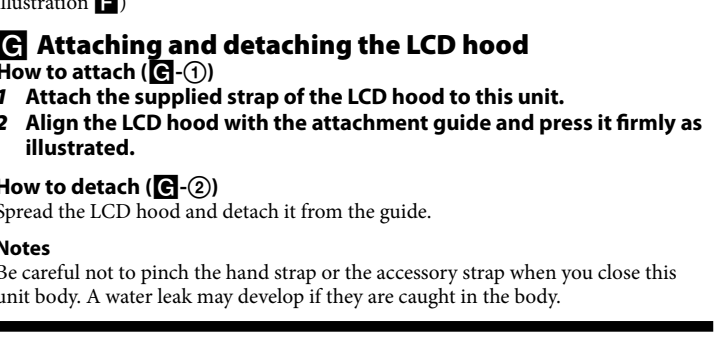 illustration F)
G Attaching and detaching the LCD hood
How to attach (G-①)
1 Attach the supplied strap of the LCD hood to this unit.
2 Align the LCD hood with the attachment guide and press it firmly as
illustrated.
How to detach (G-②)
Spread the LCD hood and detach it from the guide.
Notes
Be careful not to pinch the hand strap or the accessory strap when you close this
unit body. A water leak may develop if they are caught in the body.